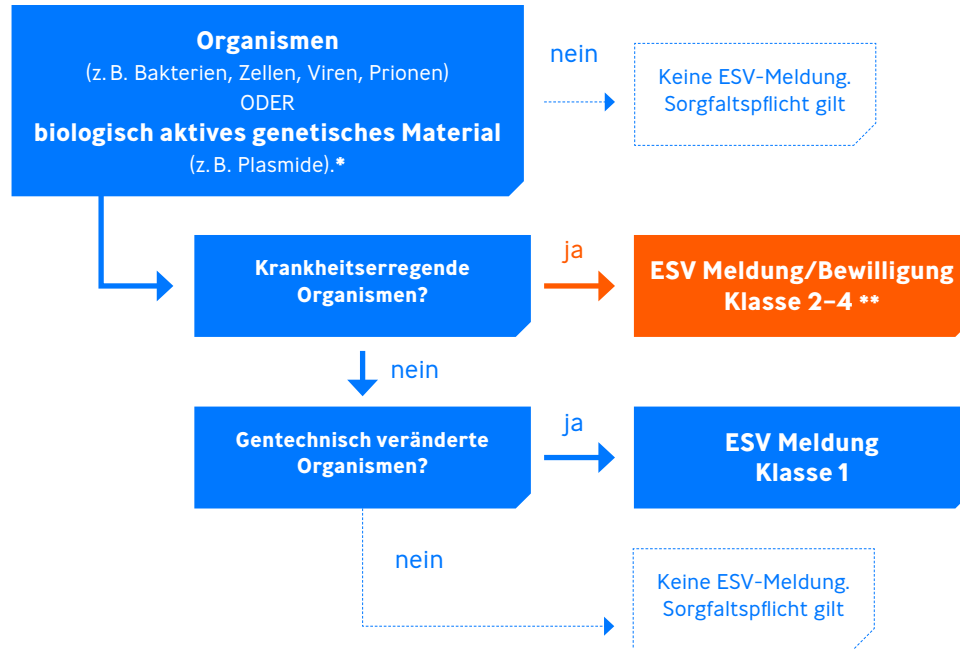 Organismen
(z. B. Bakterien, Zellen, Viren, Prionen)
ODER
biologisch aktives genetisches Material
(z. B. Plasmide).*
nein
Keine ESV-Meldung.
Sorgfaltspflicht gilt
Krankheitserregende
Organismen?
ja
ESV Meldung/Bewilligung
Klasse 2–4 **
nein
Gentechnisch veränderte
Organismen?
ja
ESV Meldung
Klasse 1
nein
Keine ESV-Meldung.
Sorgfaltspflicht gilt